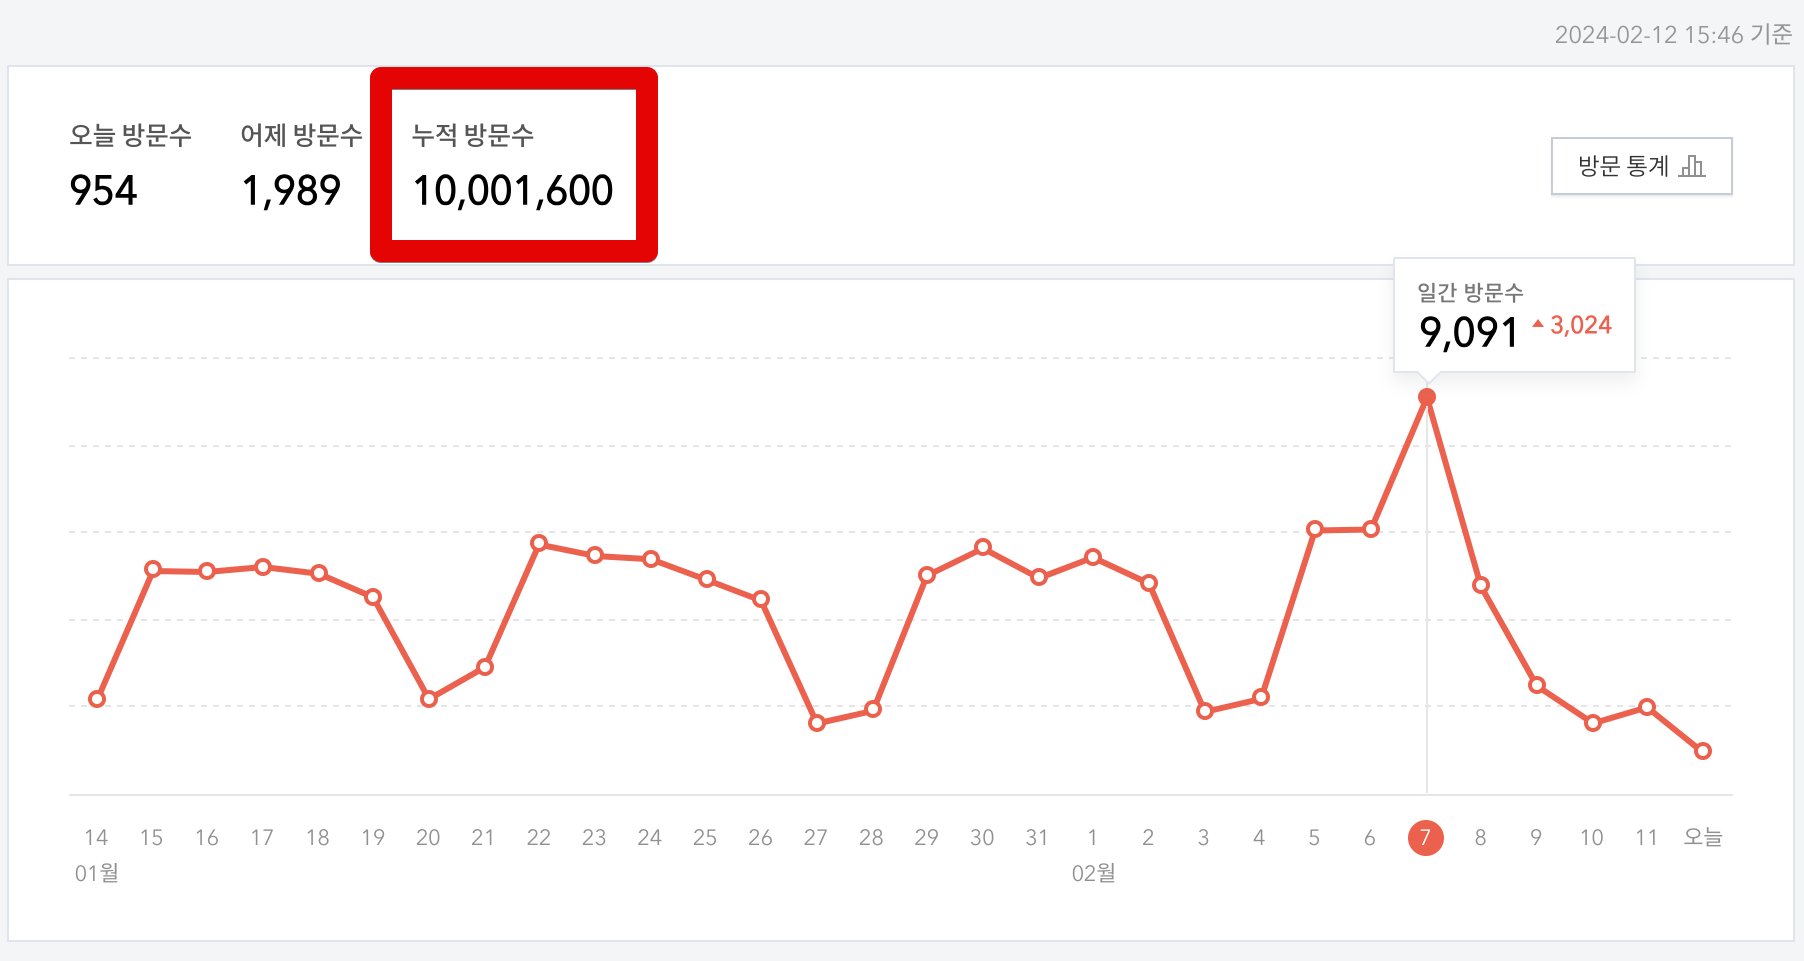 2024-02-12 15:46 기준
오늘 방문수 어제 방문수 누적 방문수
954 1,989 10,001,600
방문 통계
일간 방문수
9,091 ▲ 3,024
14 15 16 17 18 19 20 21 22 23 24 25 26 27 28 29 30 31 1 2 3 4 5 6 7 8 9 10 11 오늘
01월 02월